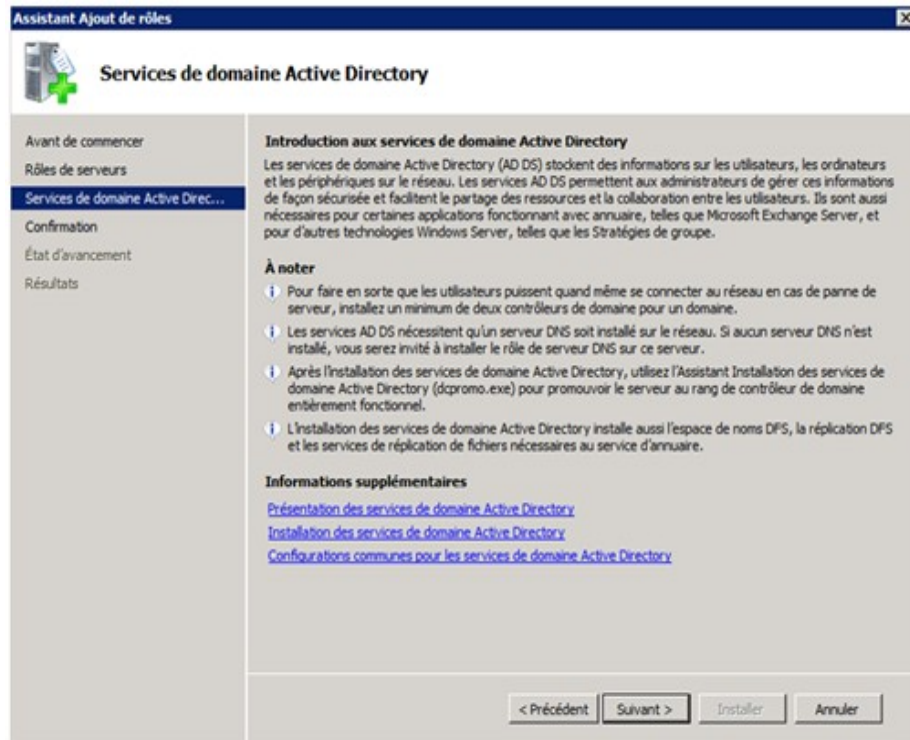 Assistant Ajout de rôles
Services de domaine Active Directory
Avant de commencer
Rôles de serveurs
Services de domaine Active Direc...
Confirmation
État d'avancement
Résultats
Introduction aux services de domaine Active Directory
Les services de domaine Active Directory (AD DS) stockent des informations sur les utilisateurs, les ordinateurs
et les périphériques sur le réseau. Les services AD DS permettent aux administrateurs de gérer ces informations
de façon sécurisée et facilitent le partage des ressources et la collaboration entre les utilisateurs. Ils sont aussi
nécessaires pour certaines applications fonctionnant avec annuaire, telles que Microsoft Exchange Server, et
pour d'autres technologies Windows Server, telles que les Stratégies de groupe.
À noter
Pour faire en sorte que les utilisateurs puissent quand même se connecter au réseau en cas de panne de
serveur, installez un minimum de deux contrôleurs de domaine pour un domaine.
Les services AD DS nécessitent qu'un serveur DNS soit installé sur le réseau. Si aucun serveur DNS n'est
installé, vous serez invité à installer le rôle de serveur DNS sur ce serveur.
Après l'installation des services de domaine Active Directory, utilisez l'Assistant Installation des services de
domaine Active Directory (dcpromo.exe) pour promouvoir le serveur au rang de contrôleur de domaine
entièrement fonctionnel.
L'installation des services de domaine Active Directory installe aussi l'espace de noms DFS, la réplication DFS
et les services de réplication de fichiers nécessaires au service d'annuaire.
Informations supplémentaires
Présentation des services de domaine Active Directory
Installation des services de domaine Active Directory
Configurations communes pour les services de domaine Active Directory
< Précédent Suivant > Installer Annuler